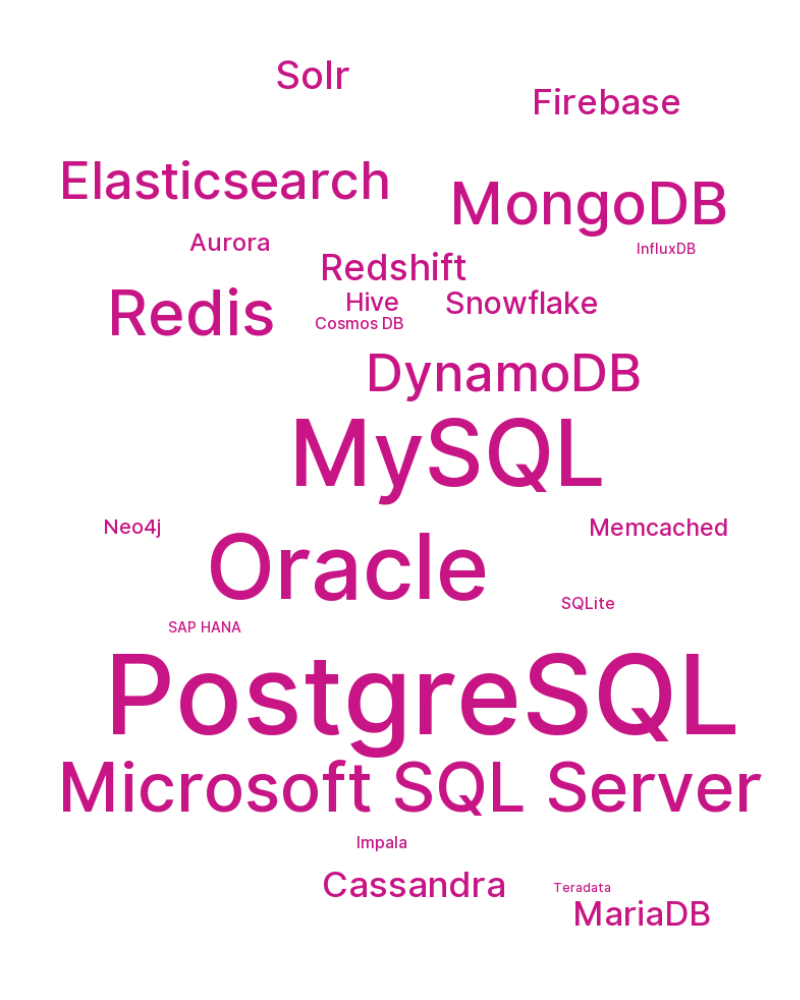 Solr
Firebase
Elasticsearch
MongoDB
Aurora
InfluxDB
Redshift
Hive
Snowflake
Redis
Cosmos DB
DynamoDB
MySQL
Neo4j
Memcached
Oracle
SQLite
SAP HANA
PostgreSQL
Microsoft SQL Server
Impala
Cassandra
Teradata
MariaDB